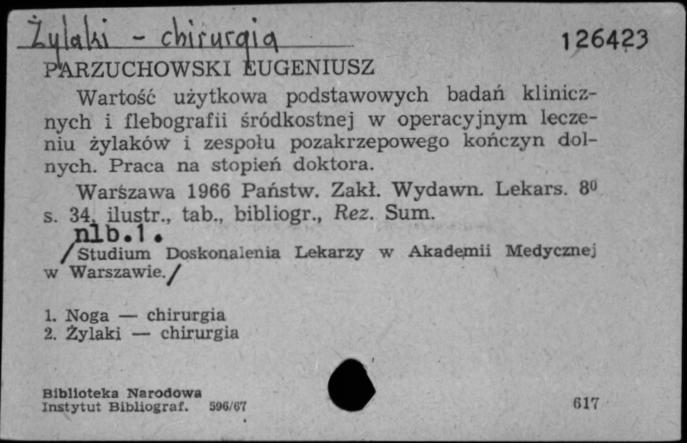 Żylaki - chirurgia
126423
PARZUCHOWSKI EUGENIUSZ
Wartość użytkowa podstawowych badań klinicz-
nych i flebografii śródkostnej w operacyjnym lecze-
niu żylaków i zespołu pozakrzepowego kończyn dol-
nych. Praca na stopień doktora.
Warszawa 1966 Państw. Zakł. Wydawn. Lekars. 8⁰
s. 34, ilustr., tab., bibliogr., Rez. Sum.
nlb.1.
/Studium Doskonalenia Lekarzy w Akademii Medycznej
w Warszawie./
1. Noga — chirurgia
2. Żylaki — chirurgia
Biblioteka Narodowa
Instytut Bibliograf. 596/67
617